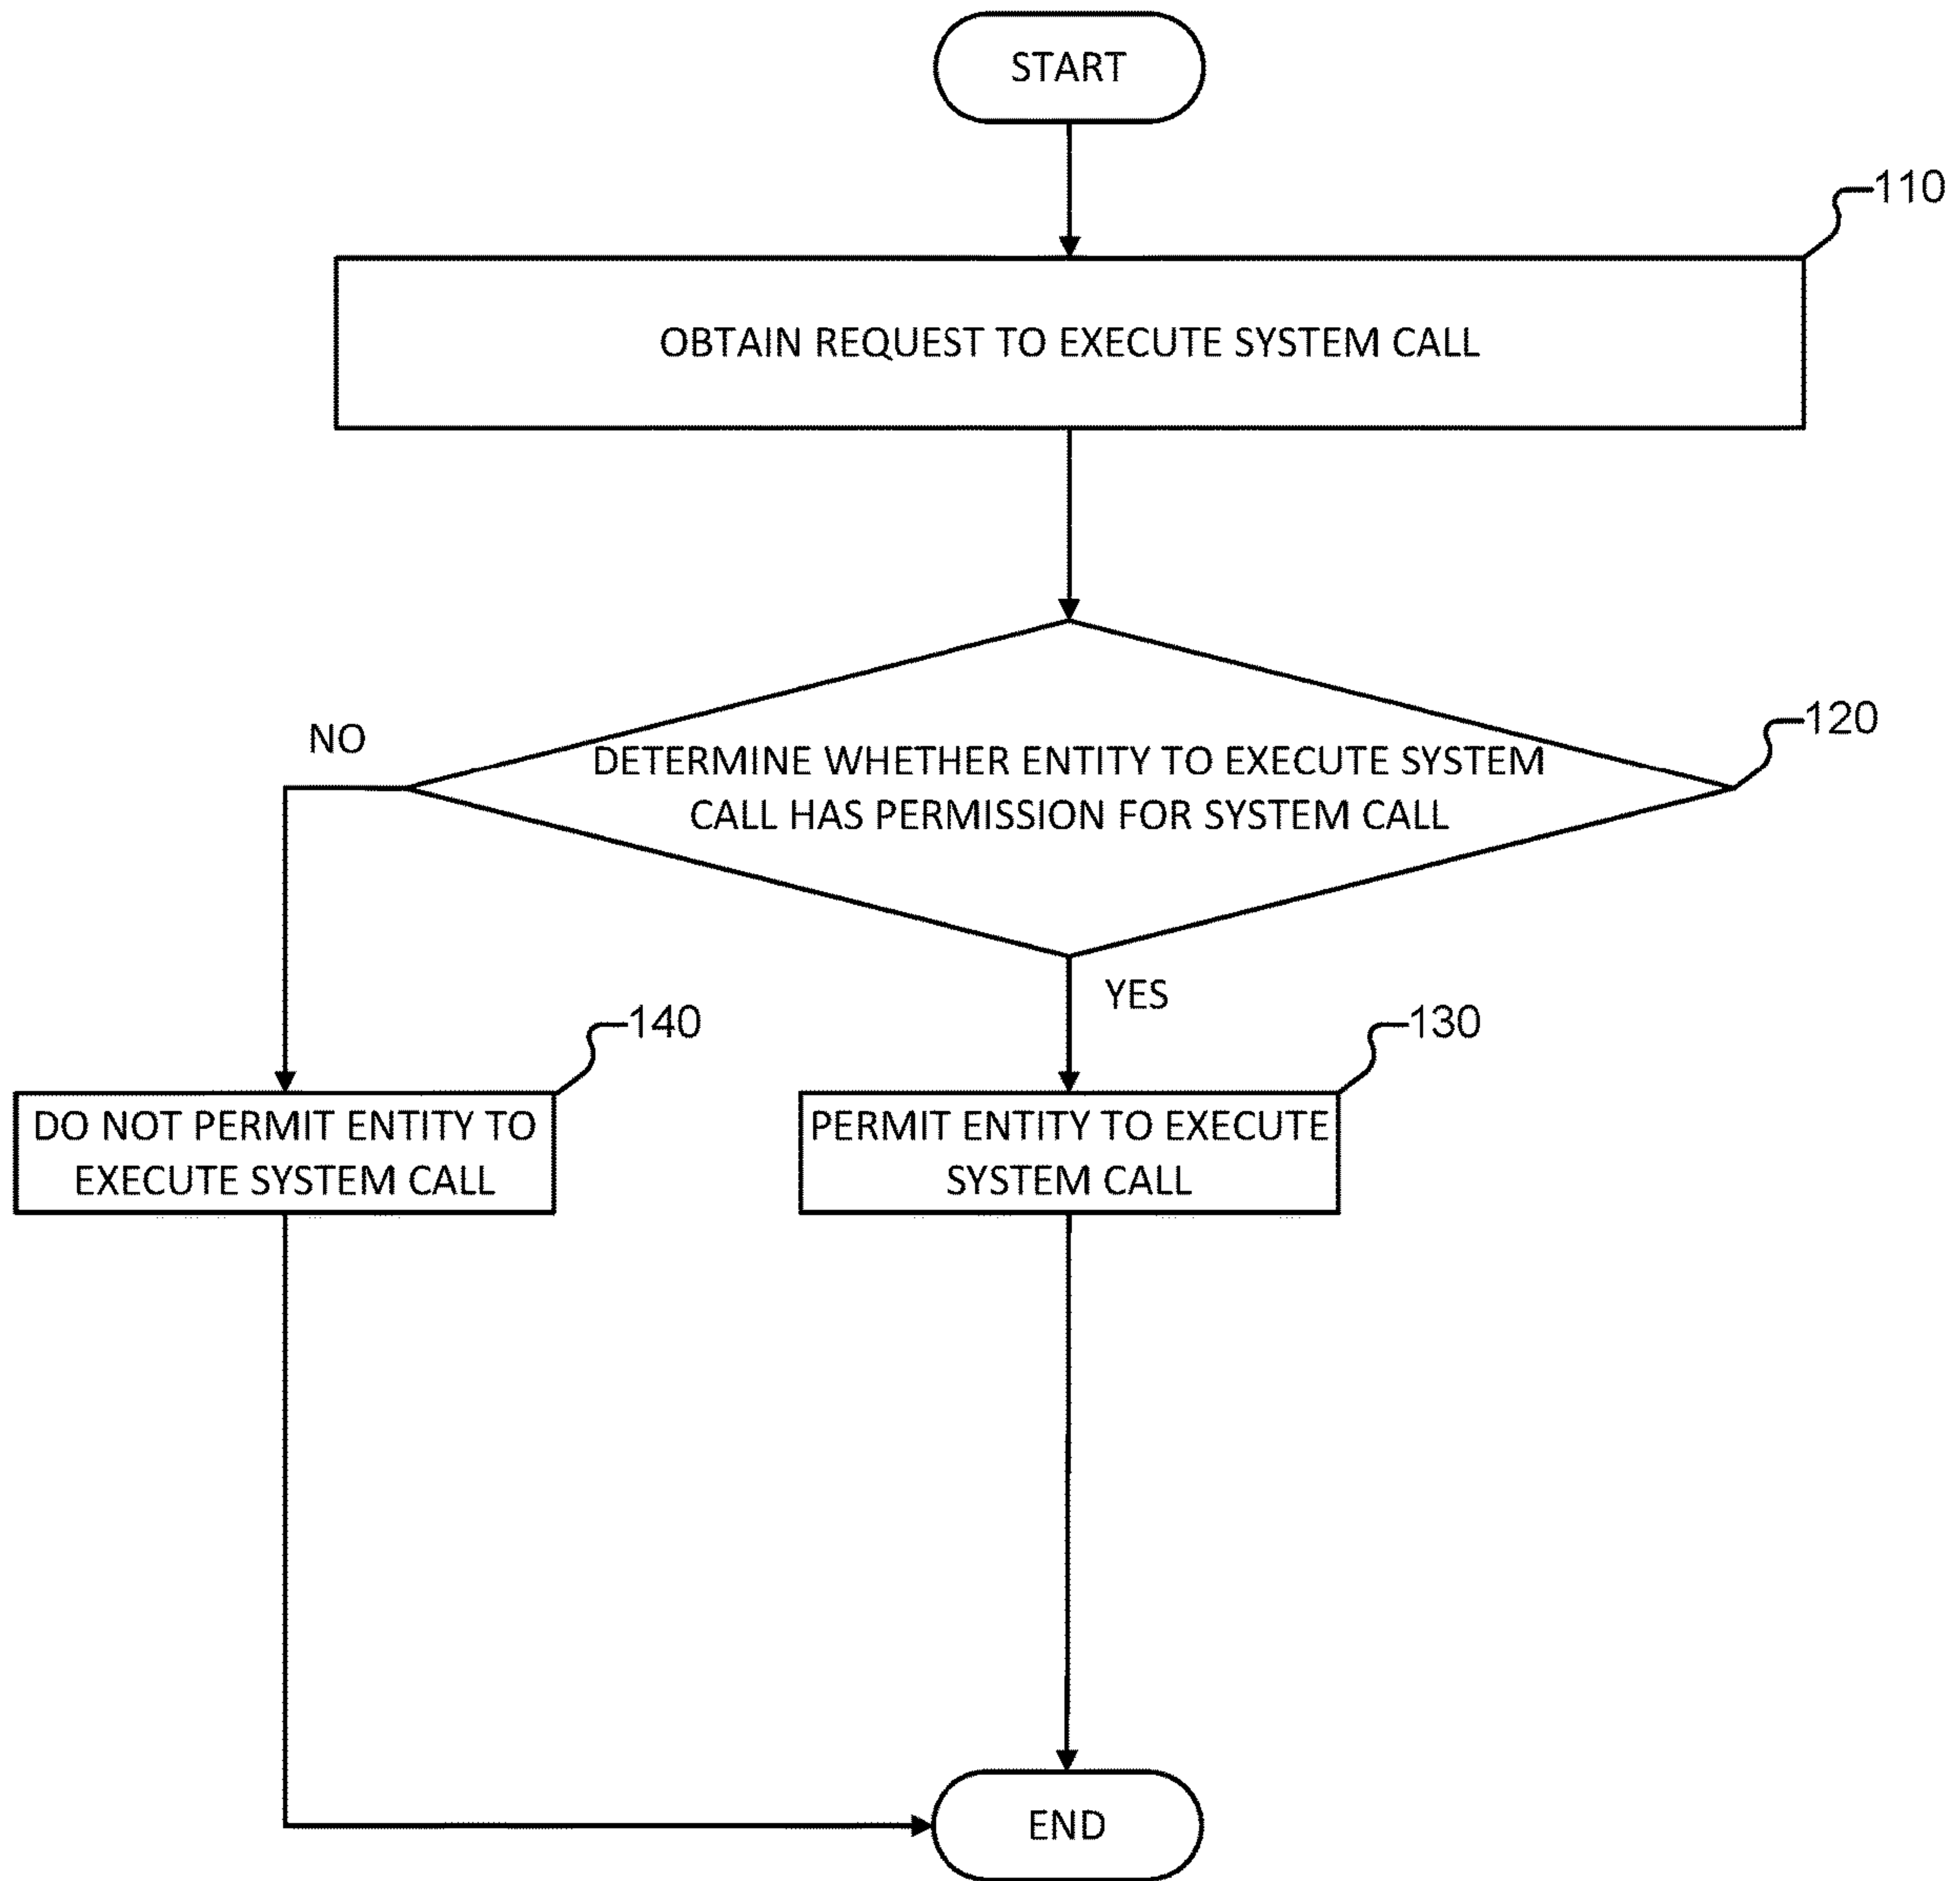 START
110
OBTAIN REQUEST TO EXECUTE SYSTEM CALL
120
NO
DETERMINE WHETHER ENTITY TO EXECUTE SYSTEM
CALL HAS PERMISSION FOR SYSTEM CALL
YES
140
130
DO NOT PERMIT ENTITY TO
EXECUTE SYSTEM CALL
PERMIT ENTITY TO EXECUTE
SYSTEM CALL
END